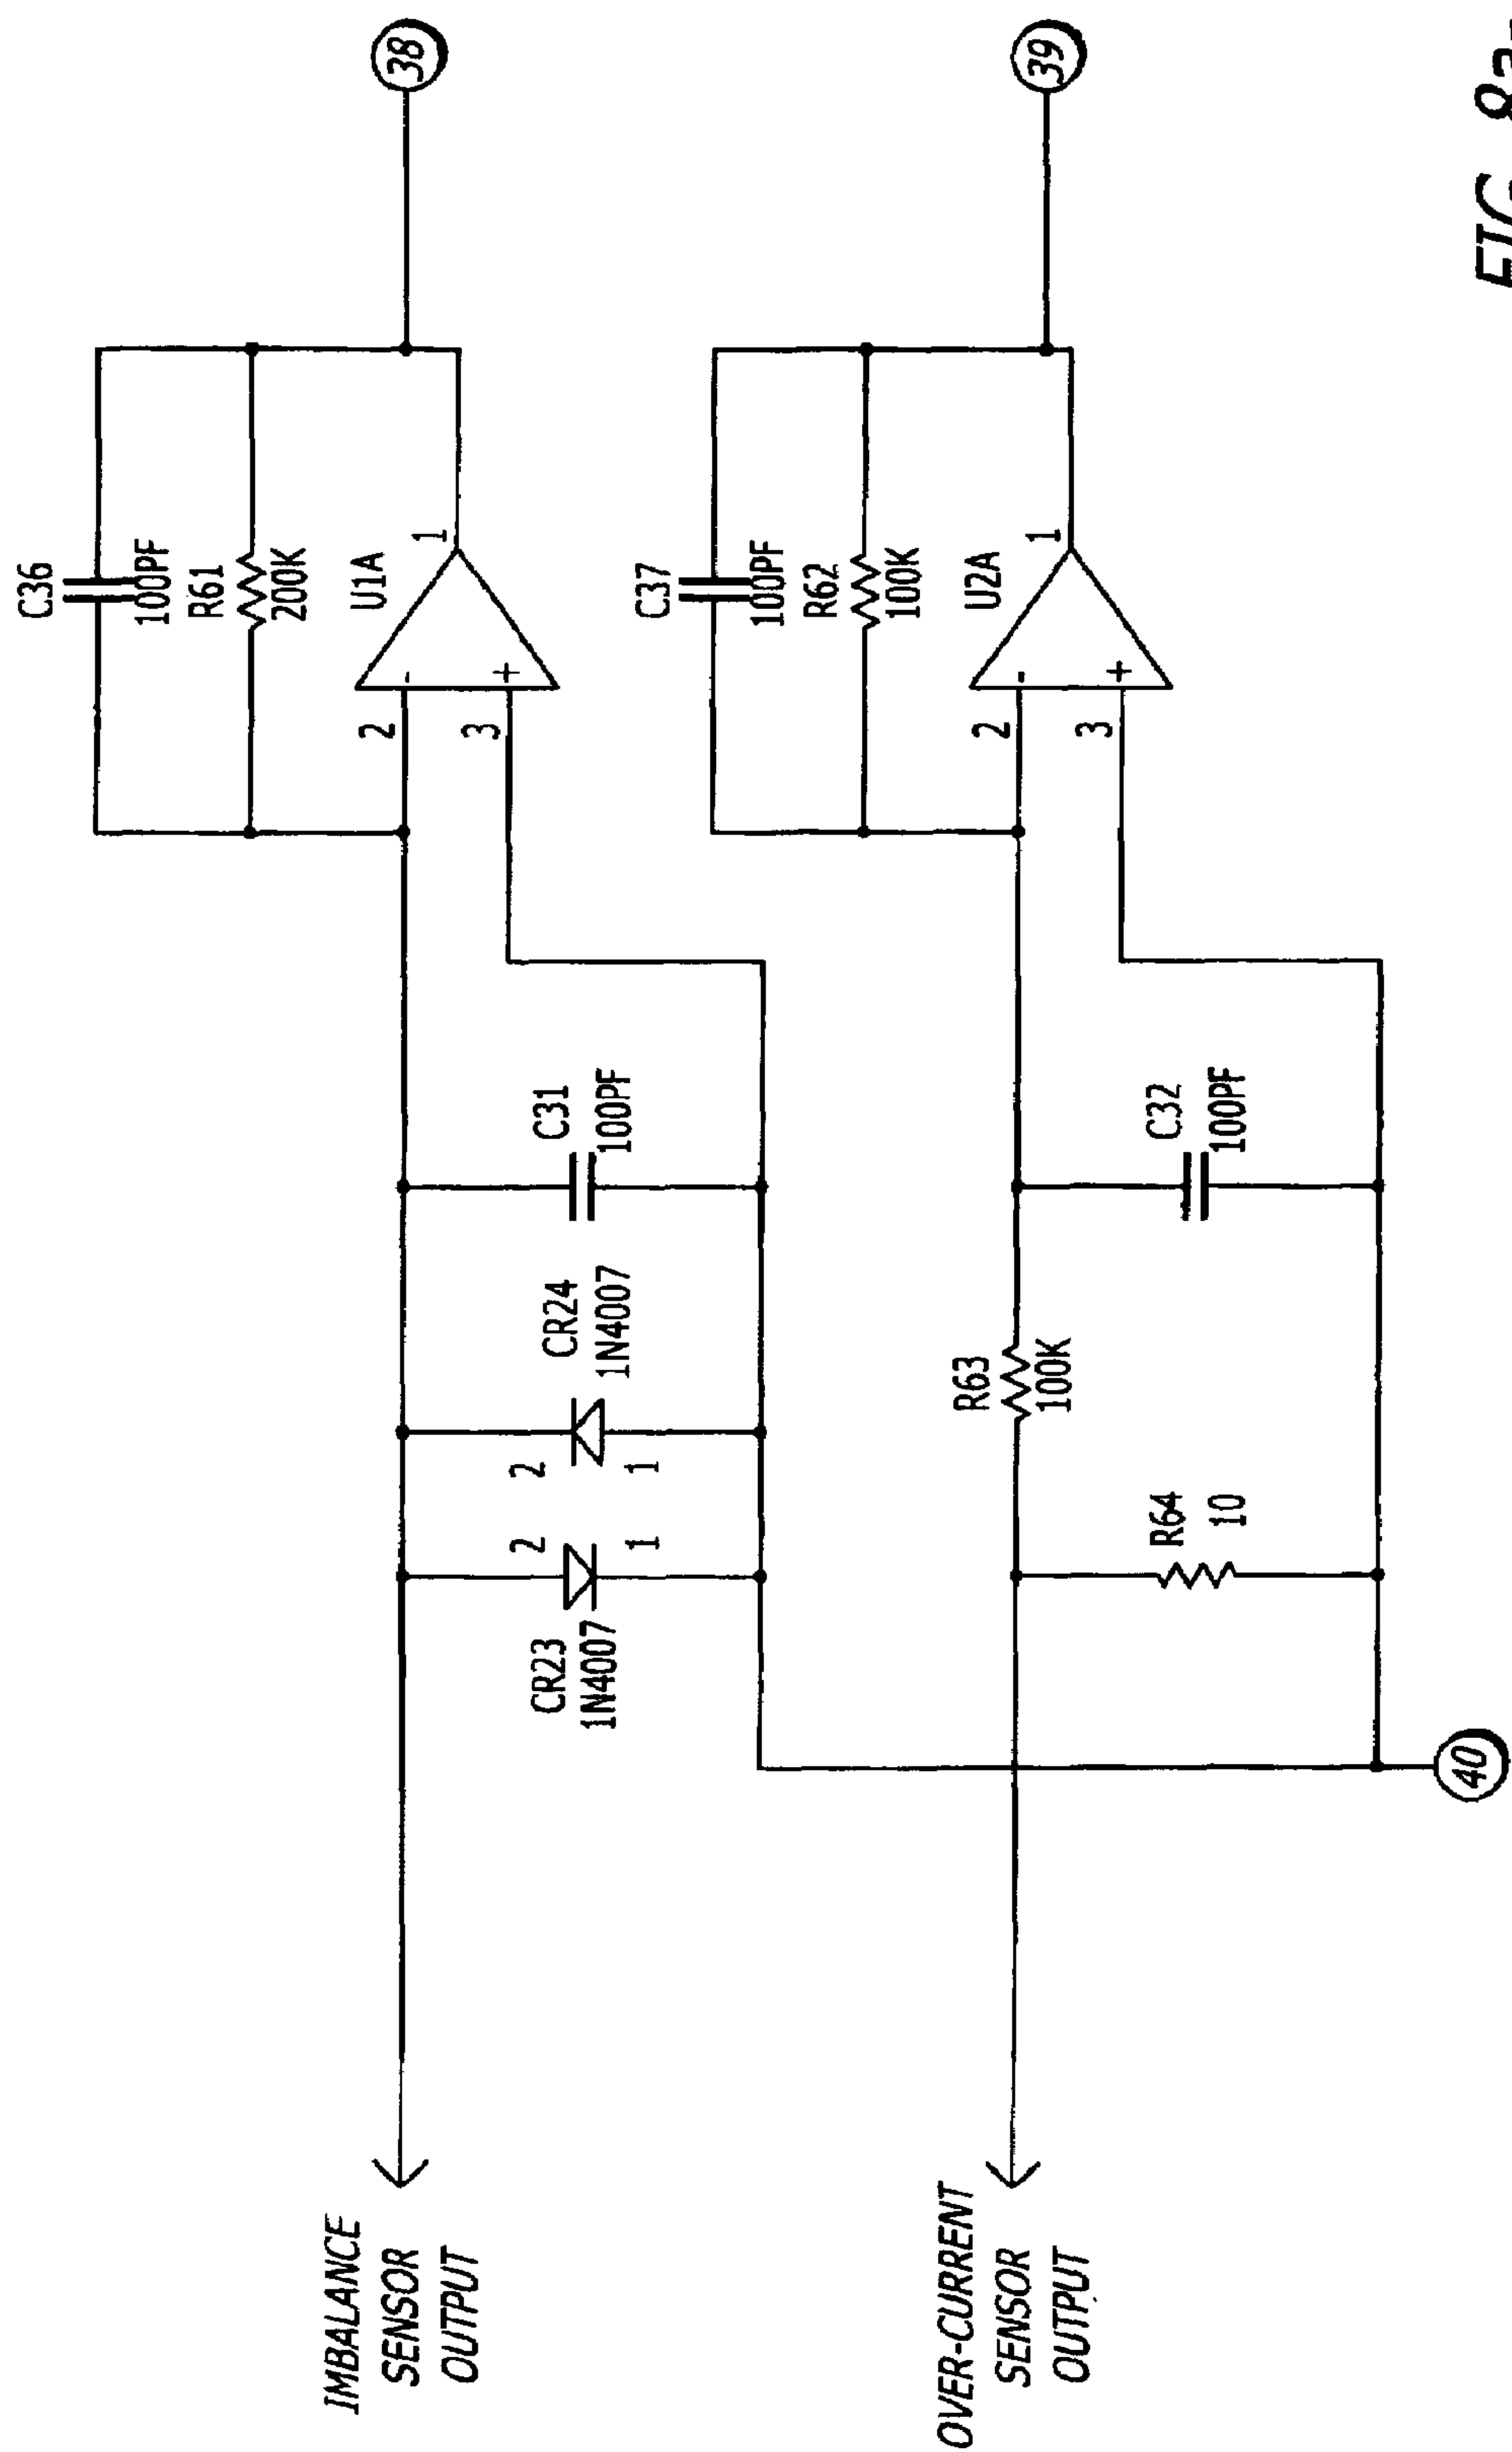 C36
100PF
R61
200K
U1A
2
-
1
3
+
38
IMBALANCE
SENSOR
OUTPUT
CR23
1N4007
2
1
2
1
CR24
1N4007
C31
100PF
C37
100PF
R62
100K
U2A
2
-
1
3
+
39
OVER-CURRENT
SENSOR
OUTPUT
R63
100K
R64
10
C32
100PF
40
FIG. 8a-